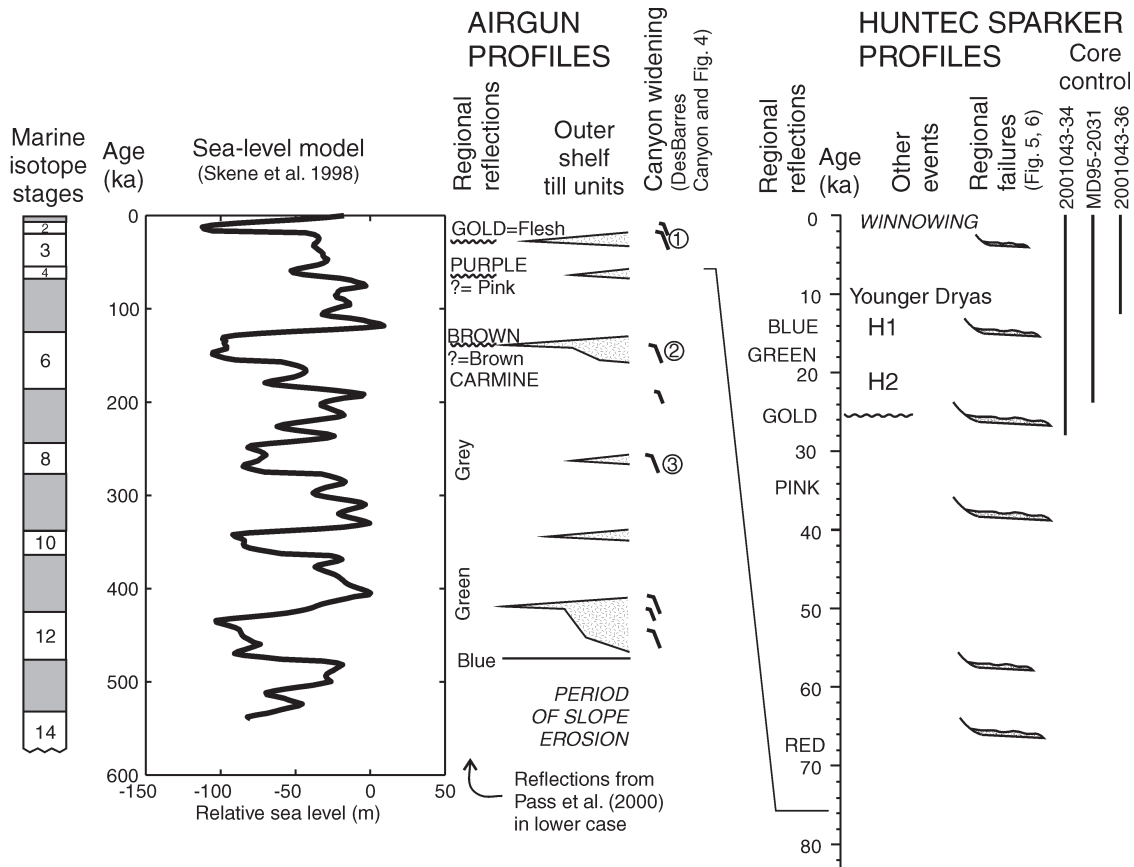 AIRGUN
PROFILES
HUNTEC SPARKER
PROFILES
Marine
isotope
stages
Age
(ka)
Sea-level model
(Skene et al. 1998)
Regional
reflections
Outer
shelf
till units
Canyon widening
(DesBarres
Canyon and Fig. 4)
Regional
reflections
Age
(ka)
Other
events
Regional
failures
(Fig. 5, 6)
Core
control
2001043-34
MD95-2031
2001043-36
2
3
4
6
8
10
12
14
0
100
200
300
400
500
600
-150
-100
-50
0
50
Relative sea level (m)
GOLD=Flesh
PURPLE
?= Pink
BROWN
?=Brown
CARMINE
Grey
Green
Blue
1
2
3
PERIOD
OF SLOPE
EROSION
Reflections from
Pass et al. (2000)
in lower case
BLUE
GREEN
GOLD
PINK
RED
0
10
20
30
40
50
60
70
80
WINNOWING
Younger Dryas
H1
H2